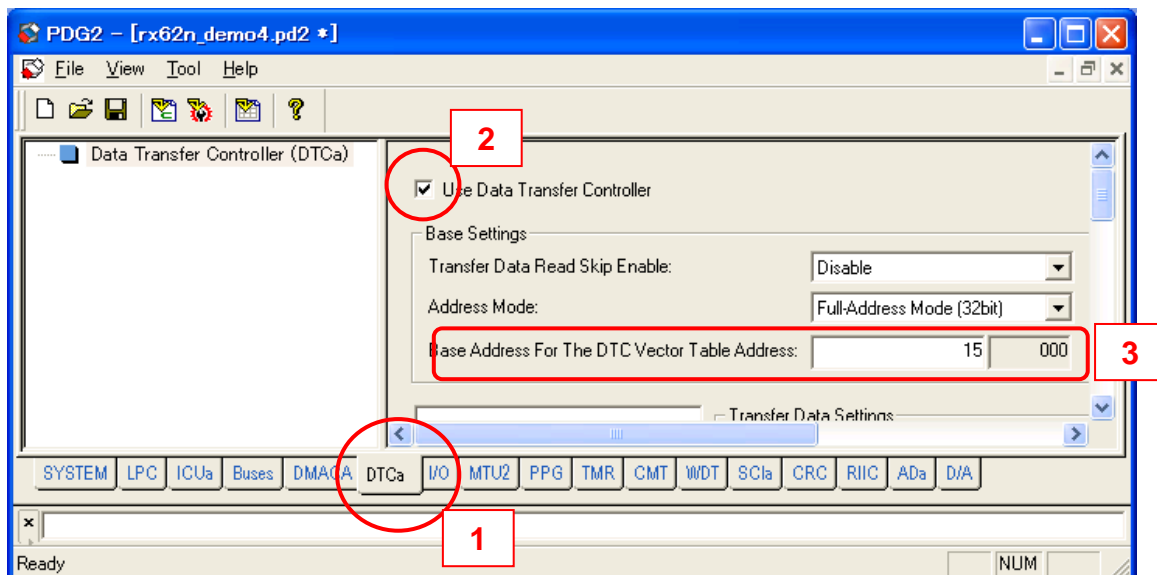 PDG2 - [rx62n_demo4.pd2 *]
File View Tool Help
Data Transfer Controller (DTCa)
2
Use Data Transfer Controller
Base Settings
Transfer Data Read Skip Enable: Disable
Address Mode: Full-Address Mode (32bit)
Base Address For The DTC Vector Table Address: 15 000
3
Transfer Data Settings
SYSTEM LPC ICUa Buses DMACA DTCa I/O MTU2 PPG TMR CMT WDT SCIa CRC RIIC ADa D/A
1
Ready NUM